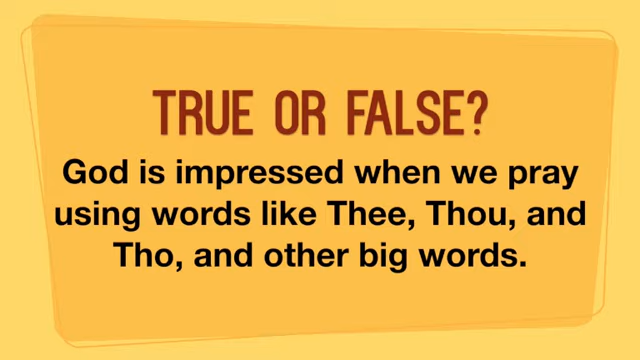 TRUE OR FALSE?
God is impressed when we pray
using words like Thee, Thou, and
Tho, and other big words.